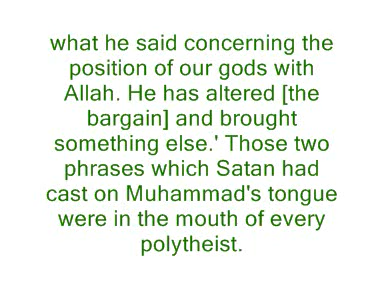 what he said concerning the
position of our gods with
Allah. He has altered [the
bargain] and brought
something else.' Those two
phrases which Satan had
cast on Muhammad's tongue
were in the mouth of every
polytheist.